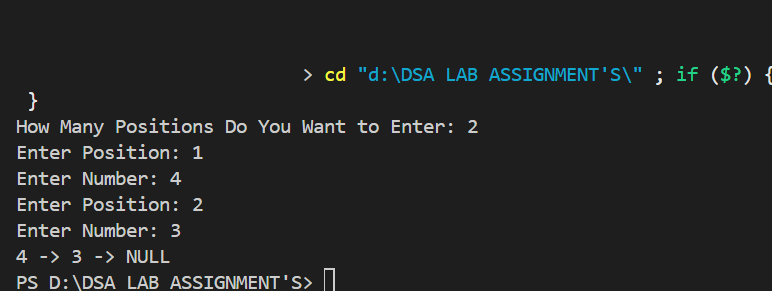 > cd "d:\DSA LAB ASSIGNMENT'S\" ; if ($?) {
}
How Many Positions Do You Want to Enter: 2
Enter Position: 1
Enter Number: 4
Enter Position: 2
Enter Number: 3
4 -> 3 -> NULL
PS D:\DSA LAB ASSIGNMENT'S>